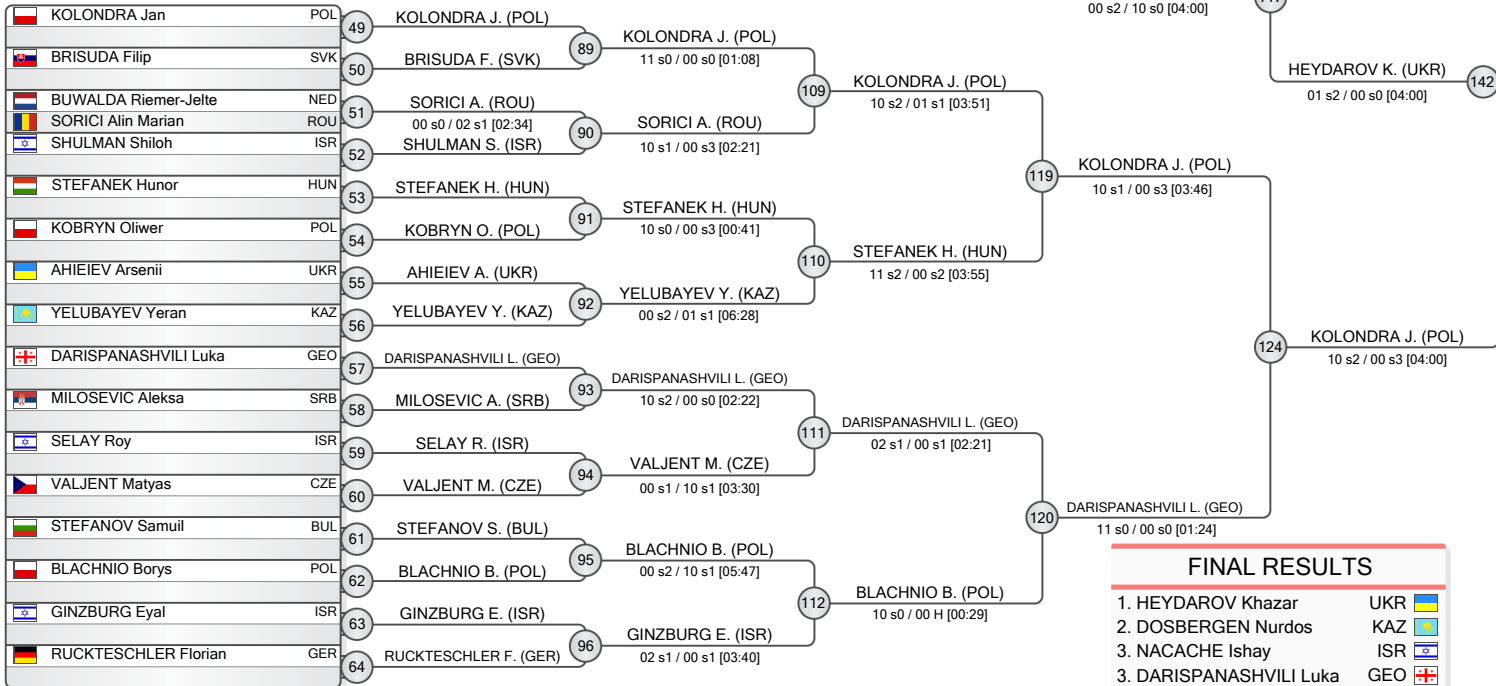 KOLONDRA Jan POL
BRISUDA Filip SVK
BUWALDA Riemer-Jelte NED
SORICI Alin Marian ROU
SHULMAN Shiloh ISR
STEFANEK Hunor HUN
KOBRYN Oliwer POL
AHIEIEV Arsenii UKR
YELUBAYEV Yeran KAZ
DARISPANASHVILI Luka GEO
MILOSEVIC Aleksa SRB
SELAY Roy ISR
VALJENT Matyas CZE
STEFANOV Samuil BUL
BLACHNIO Borys POL
GINZBURG Eyal ISR
RUCKTESCHLER Florian GER
49
50
51
52
53
54
55
56
57
58
59
60
61
62
63
64
KOLONDRA J. (POL)
BRISUDA F. (SVK)
SORICI A. (ROU)
00 s0 / 02 s1 [02:34]
SHULMAN S. (ISR)
STEFANEK H. (HUN)
KOBRYN O. (POL)
AHIEIEV A. (UKR)
YELUBAYEV Y. (KAZ)
DARISPANASHVILI L. (GEO)
MILOSEVIC A. (SRB)
SELAY R. (ISR)
VALJENT M. (CZE)
STEFANOV S. (BUL)
BLACHNIO B. (POL)
GINZBURG E. (ISR)
RUCKTESCHLER F. (GER)
89
90
91
92
93
94
95
96
KOLONDRA J. (POL)
11 s0 / 00 s0 [01:08]
SORICI A. (ROU)
10 s1 / 00 s3 [02:21]
STEFANEK H. (HUN)
10 s0 / 00 s3 [00:41]
YELUBAYEV Y. (KAZ)
00 s2 / 01 s1 [06:28]
DARISPANASHVILI L. (GEO)
10 s2 / 00 s0 [02:22]
VALJENT M. (CZE)
00 s1 / 10 s1 [03:30]
BLACHNIO B. (POL)
00 s2 / 10 s1 [05:47]
GINZBURG E. (ISR)
02 s1 / 00 s1 [03:40]
109
110
111
112
KOLONDRA J. (POL)
10 s2 / 01 s1 [03:51]
STEFANEK H. (HUN)
11 s2 / 00 s2 [03:55]
DARISPANASHVILI L. (GEO)
02 s1 / 00 s1 [02:21]
BLACHNIO B. (POL)
10 s0 / 00 H [00:29]
119
120
00 s2 / 10 s0 [04:00]
KOLONDRA J. (POL)
10 s1 / 00 s3 [03:46]
DARISPANASHVILI L. (GEO)
11 s0 / 00 s0 [01:24]
124
HEYDAROV K. (UKR)
01 s2 / 00 s0 [04:00]
142
KOLONDRA J. (POL)
10 s2 / 00 s3 [04:00]
FINAL RESULTS
1. HEYDAROV Khazar UKR
2. DOSBERGEN Nurdos KAZ
3. NACACHE Ishay ISR
3. DARISPANASHVILI Luka GEO